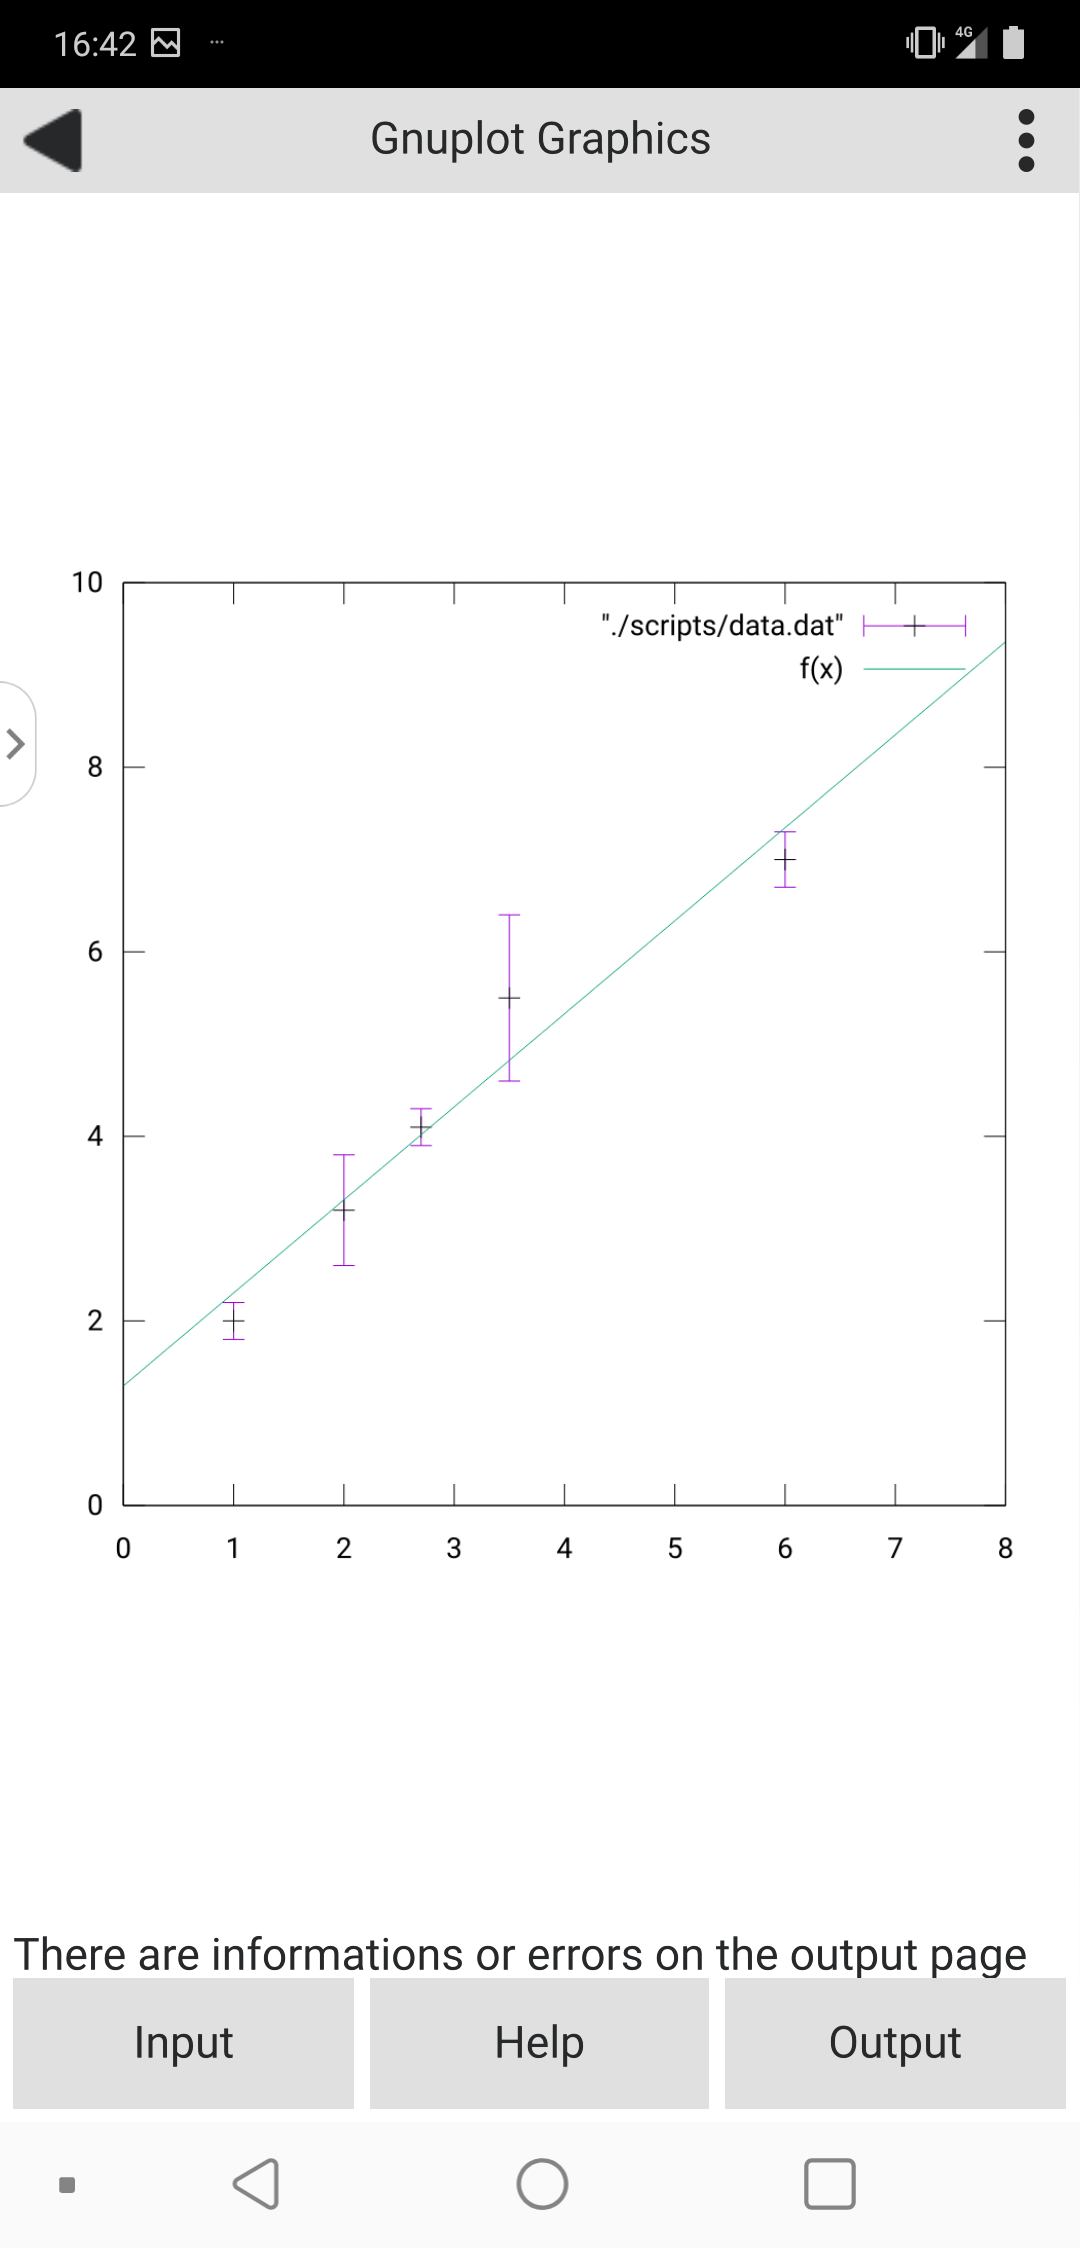 16:42 ... 4G
Gnuplot Graphics
10
"./scripts/data.dat"
f(x)
8
6
4
2
0
0 1 2 3 4 5 6 7 8
There are informations or errors on the output page
Input Help Output